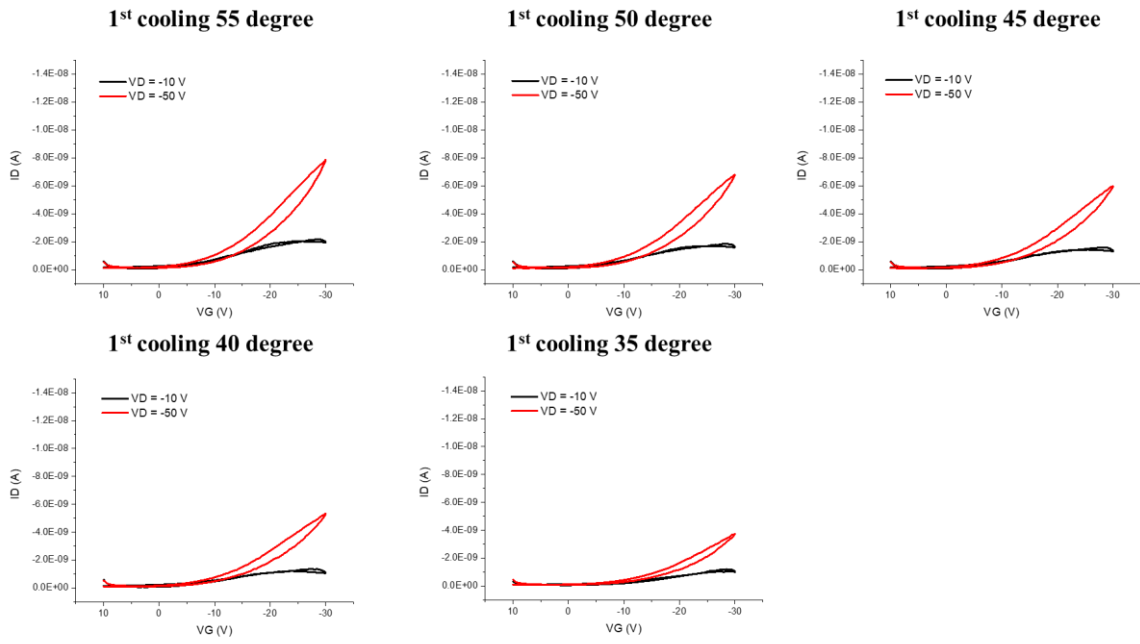 1st cooling 55 degree
VD = -10 V
VD = -50 V
-1.4E-08
-1.2E-08
-1.0E-08
-8.0E-09
-6.0E-09
-4.0E-09
-2.0E-09
0.0E+00
ID (A)
10 0 -10 -20 -30
VG (V)
1st cooling 50 degree
VD = -10 V
VD = -50 V
-1.4E-08
-1.2E-08
-1.0E-08
-8.0E-09
-6.0E-09
-4.0E-09
-2.0E-09
0.0E+00
ID (A)
10 0 -10 -20 -30
VG (V)
1st cooling 45 degree
VD = -10 V
VD = -50 V
-1.4E-08
-1.2E-08
-1.0E-08
-8.0E-09
-6.0E-09
-4.0E-09
-2.0E-09
0.0E+00
ID (A)
10 0 -10 -20 -30
VG (V)
1st cooling 40 degree
VD = -10 V
VD = -50 V
-1.4E-08
-1.2E-08
-1.0E-08
-8.0E-09
-6.0E-09
-4.0E-09
-2.0E-09
0.0E+00
ID (A)
10 0 -10 -20 -30
VG (V)
1st cooling 35 degree
VD = -10 V
VD = -50 V
-1.4E-08
-1.2E-08
-1.0E-08
-8.0E-09
-6.0E-09
-4.0E-09
-2.0E-09
0.0E+00
ID (A)
10 0 -10 -20 -30
VG (V)